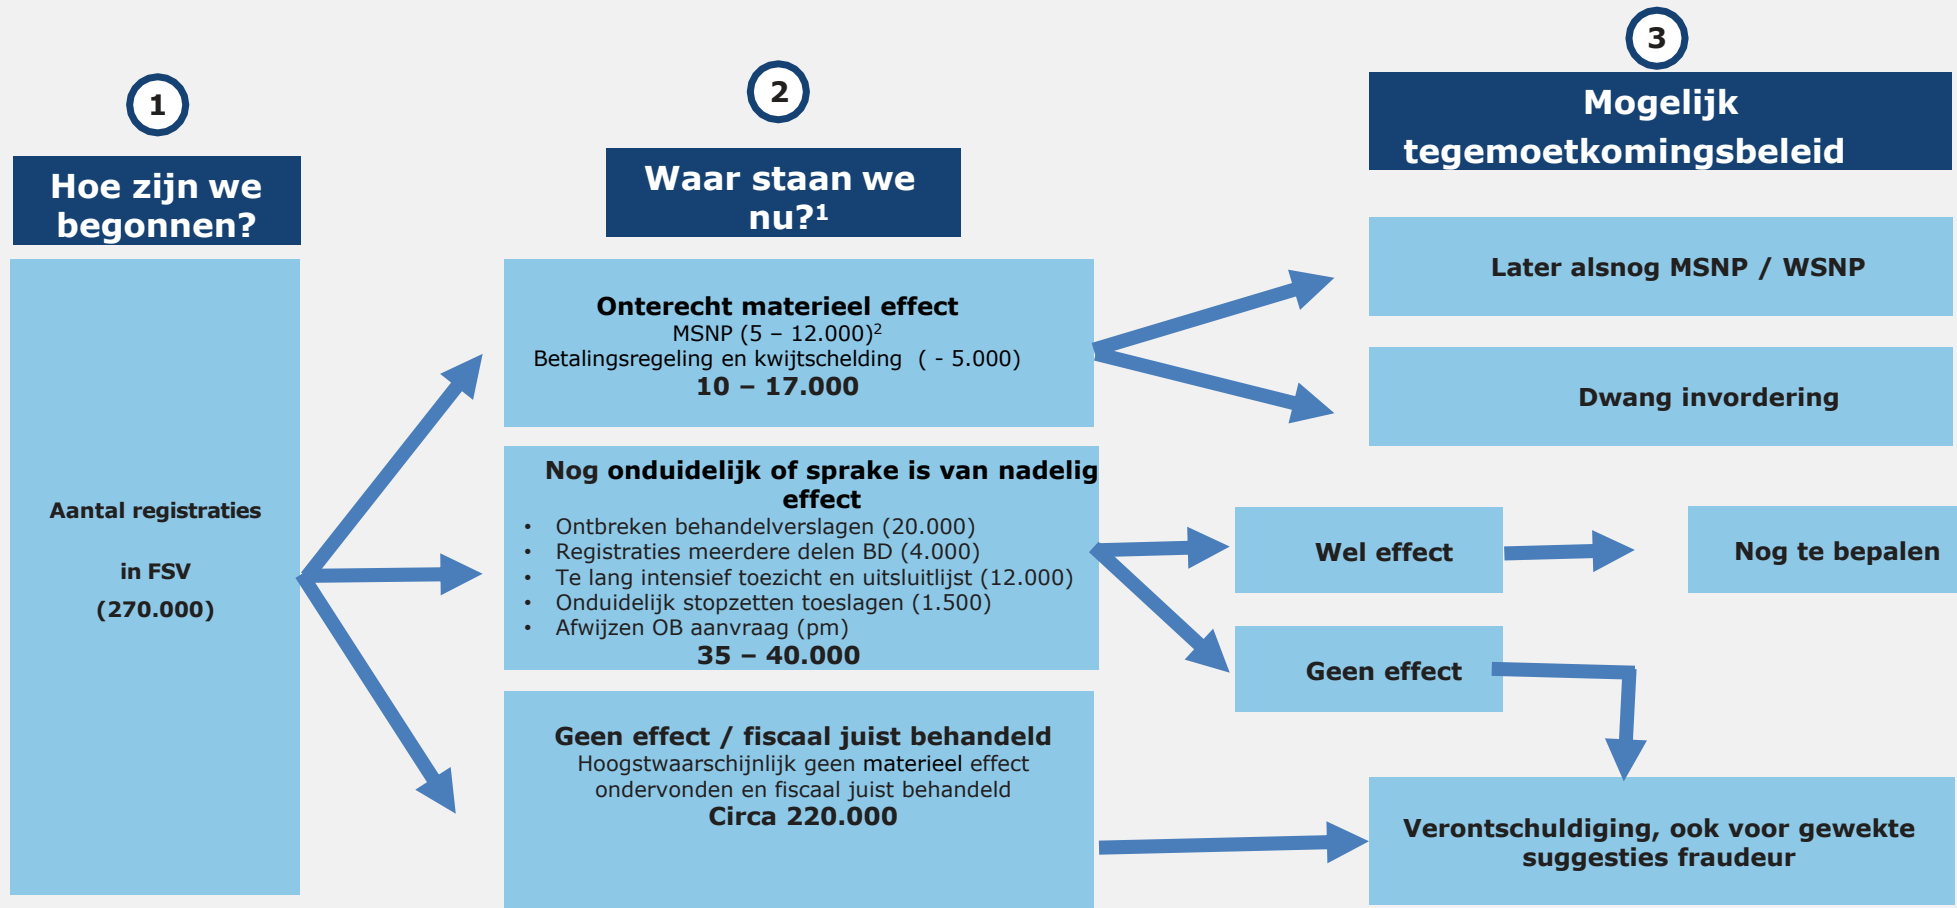 1
Hoe zijn we
begonnen?
Aantal registraties
in FSV
(270.000)
2
Waar staan we
nu?¹
Onterecht materieel effect
MSNP (5 – 12.000)²
Betalingsregeling en kwijtschelding ( - 5.000)
10 – 17.000
Nog onduidelijk of sprake is van nadelig
effect
• Ontbreken behandelverslagen (20.000)
• Registraties meerdere delen BD (4.000)
• Te lang intensief toezicht en uitsluitlijst (12.000)
• Onduidelijk stopzetten toeslagen (1.500)
• Afwijzen OB aanvraag (pm)
35 – 40.000
Geen effect / fiscaal juist behandeld
Hoogstwaarschijnlijk geen materieel effect
ondervonden en fiscaal juist behandeld
Circa 220.000
3
Mogelijk
tegemoetkomingsbeleid
Later alsnog MSNP / WSNP
Dwang invordering
Wel effect
Nog te bepalen
Geen effect
Verontschuldiging, ook voor gewekte
suggesties fraudeur